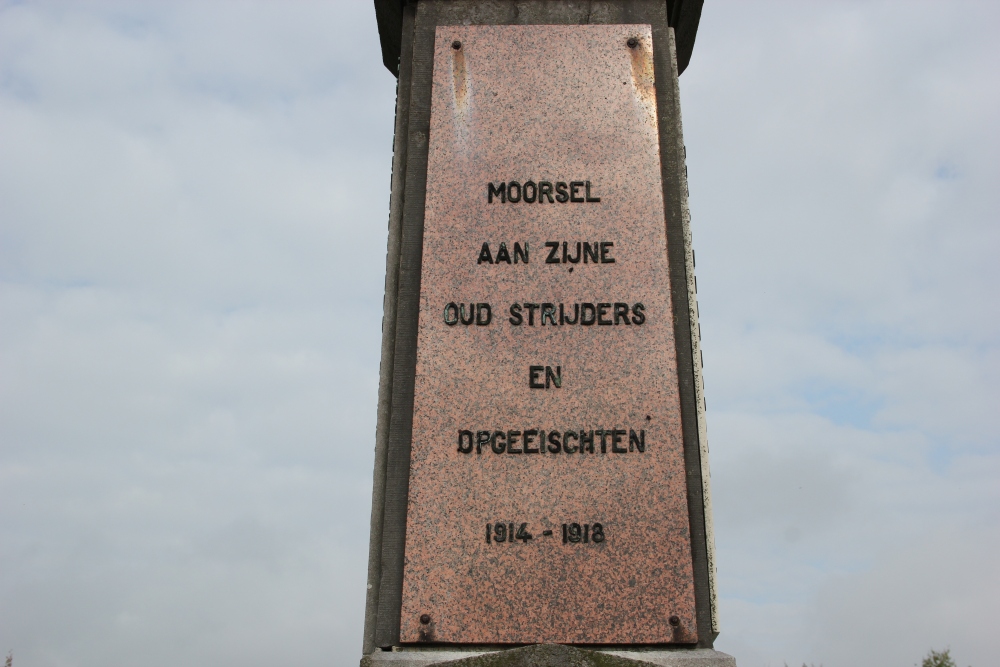 MOORSEL
AAN ZIJNE
OUD STRIJDERS
EN
OPGEEISCHTEN
1914 - 1918